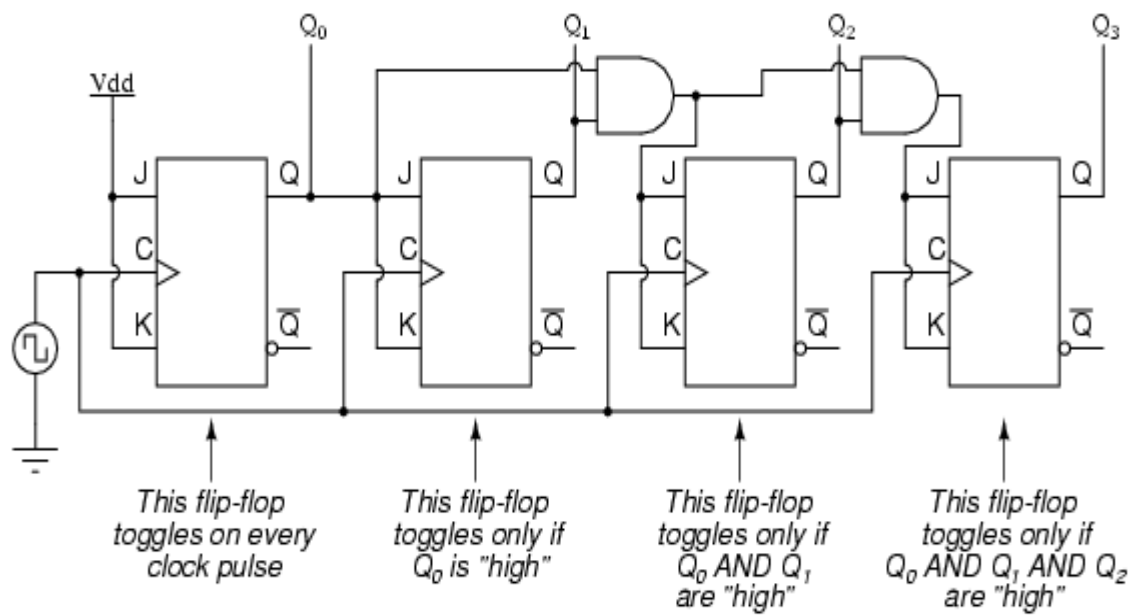 Q0 Q1 Q2 Q3
Vdd
J Q J Q J Q J Q
C C C C
K Q̅ K Q̅ K Q̅ K Q̅
This flip-flop
toggles on every
clock pulse
This flip-flop
toggles only if
Q0 is "high"
This flip-flop
toggles only if
Q0 AND Q1
are "high"
This flip-flop
toggles only if
Q0 AND Q1 AND Q2
are "high"